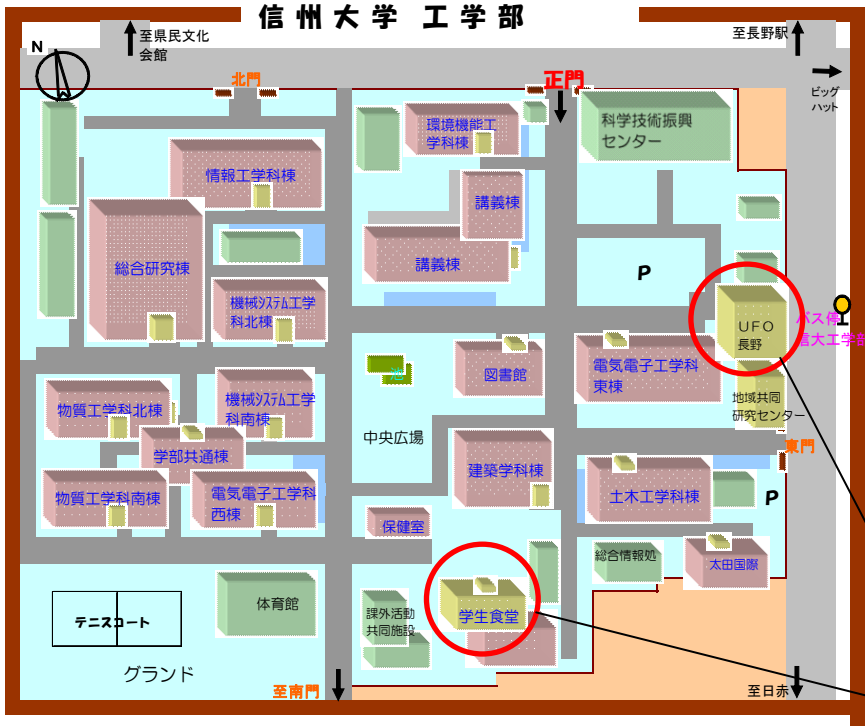 信州大学 工学部
至県民文化
会館
至長野駅
N
北門
正門
ビッグ
ハット
環境機能工
学科棟
科学技術振興
センター
情報工学科棟
講義棟
総合研究棟
講義棟
P
機械システム工学
科北棟
UFO
長野
バス停
信大工学部
池
図書館
電気電子工学科
東棟
物質工学科北棟
機械システム工学
科南棟
地域共同
研究センター
中央広場
学部共通棟
建築学科棟
東門
物質工学科南棟
電気電子工学科
西棟
土木工学科棟
P
保健室
総合情報処
太田国際
体育館
課外活動
共同施設
学生食堂
テニスコート
グランド
至南門
至日赤